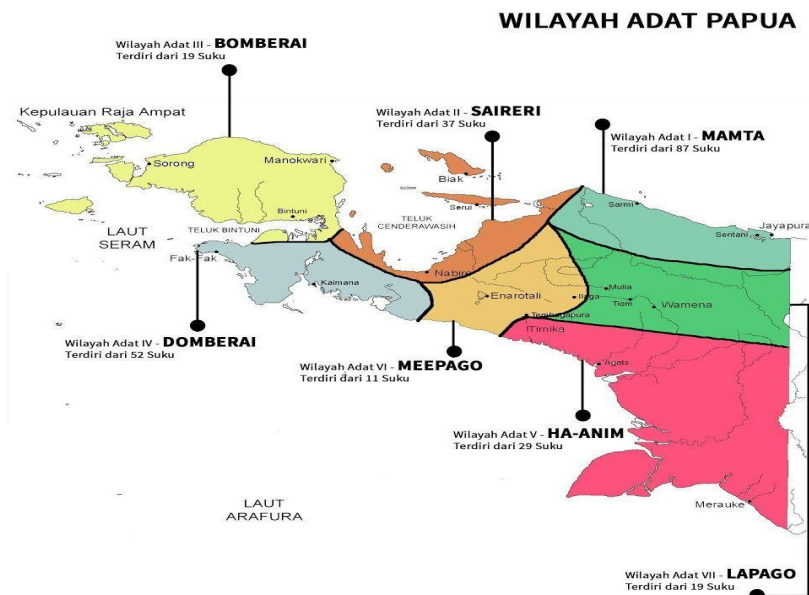 WILAYAH ADAT PAPUA
Wilayah Adat III - BOMBERAI
Terdiri dari 19 Suku
Kepulauan Raja Ampat
Wilayah Adat II - SAIRERI
Terdiri dari 37 Suku
Wilayah Adat I - MAMTA
Terdiri dari 87 Suku
Sorong
Manokwari
Biak
Serui
Sarmi
Bintuni
TELUK
CENDERAWASIH
Sentani
Jayapura
LAUT
SERAM
TELUK BINTUNI
Fak-Fak
Kaimana
Nabire
Enarotali
Ilaga
Mulia
Tiom
Wamena
Tembagapura
Timika
Wilayah Adat IV - DOMBERAI
Terdiri dari 52 Suku
Wilayah Adat VI - MEEPAGO
Terdiri dari 11 Suku
Agats
Wilayah Adat V - HA-ANIM
Terdiri dari 29 Suku
Merauke
LAUT
ARAFURA
Wilayah Adat VII - LAPAGO
Terdiri dari 19 Suku